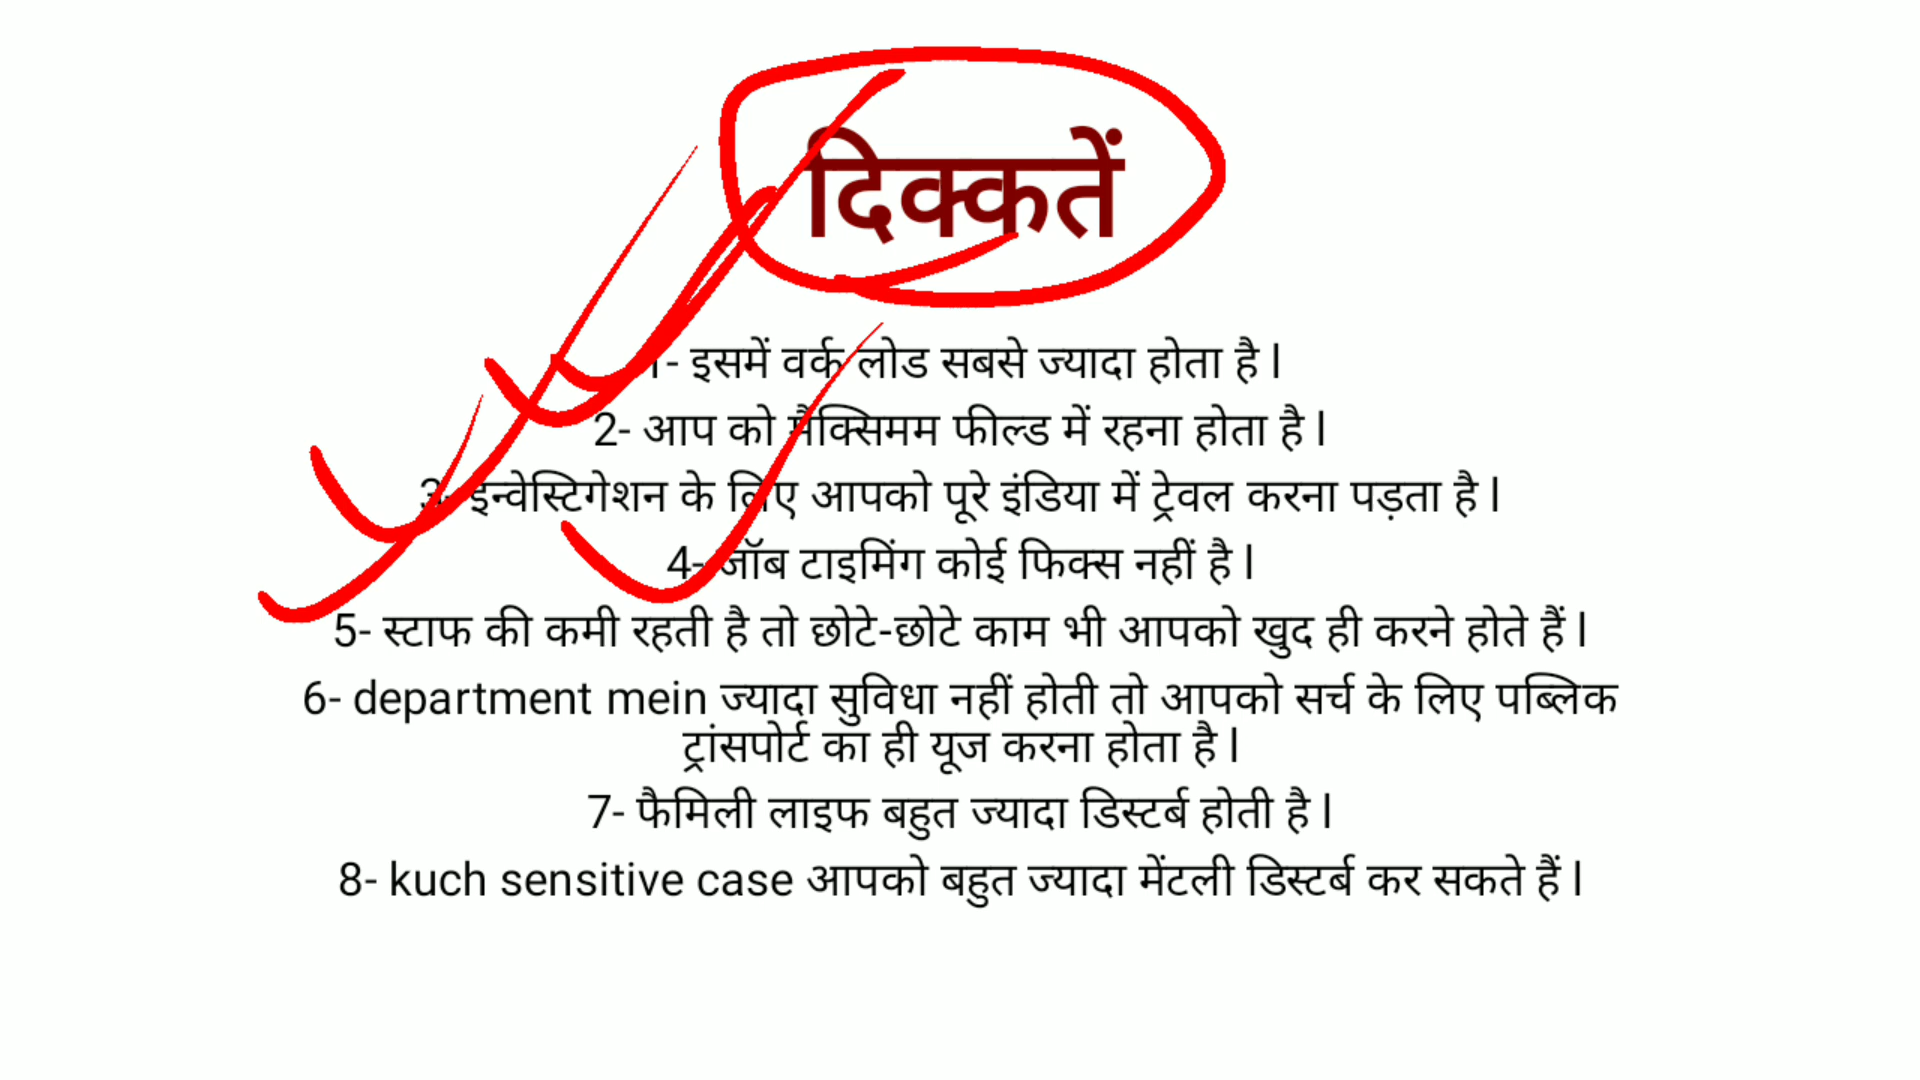 दिक्कतें
1- इसमें वर्क लोड सबसे ज्यादा होता है l
2- आप को मैक्सिमम फील्ड में रहना होता है l
3- इन्वेस्टिगेशन के लिए आपको पूरे इंडिया में ट्रेवल करना पड़ता है l
4- जॉब टाइमिंग कोई फिक्स नहीं है l
5- स्टाफ की कमी रहती है तो छोटे-छोटे काम भी आपको खुद ही करने होते हैं l
6- department mein ज्यादा सुविधा नहीं होती तो आपको सर्च के लिए पब्लिक
ट्रांसपोर्ट का ही यूज करना होता है l
7- फैमिली लाइफ बहुत ज्यादा डिस्टर्ब होती है l
8- kuch sensitive case आपको बहुत ज्यादा मेंटली डिस्टर्ब कर सकते हैं l